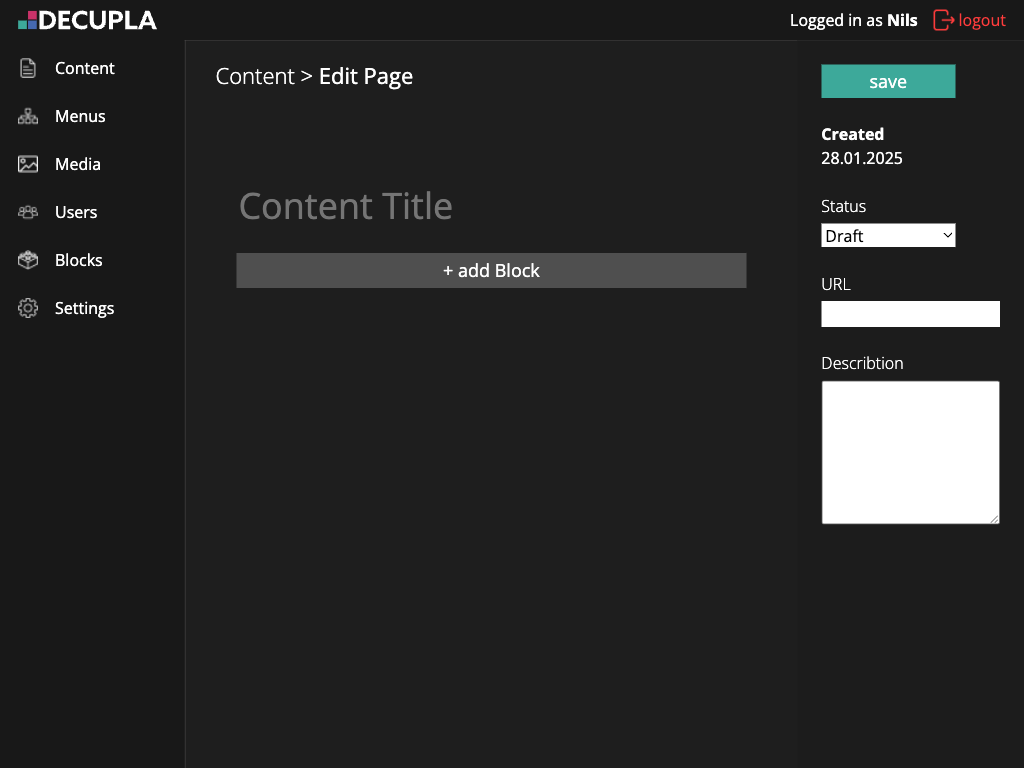 DECUPLA
Logged in as Nils logout
Content
Menus
Media
Users
Blocks
Settings
Content > Edit Page
Content Title
+ add Block
save
Created
28.01.2025
Status
Draft
URL
Describtion